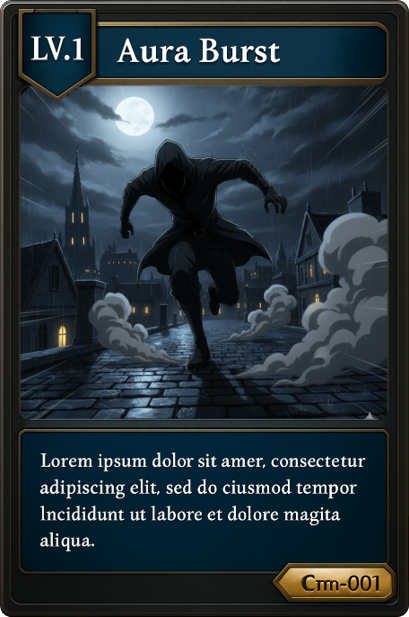 LV.1
Aura Burst
Lorem ipsum dolor sit amer, consectetur
adipiscing elit, sed do ciusmod tempor
Incididunt ut labore et dolore magita
aliqua.
Crm-001